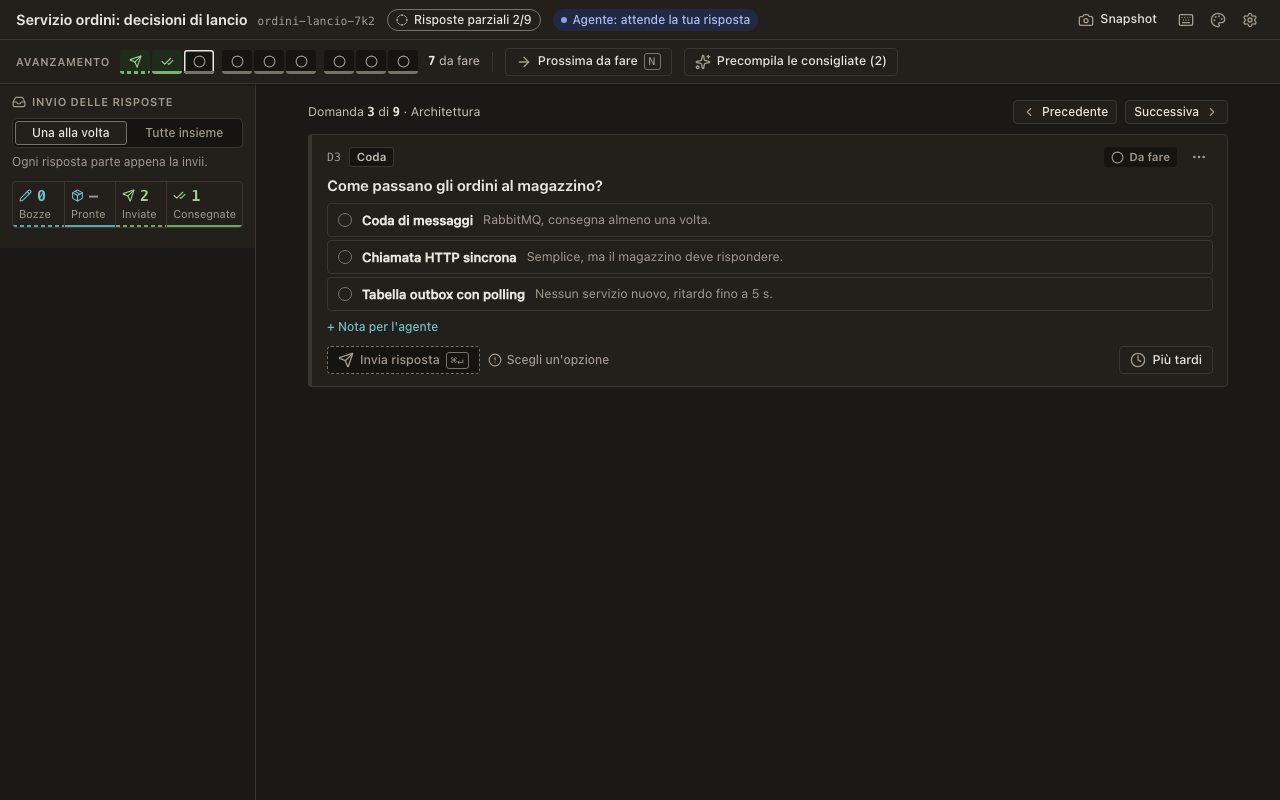 Servizio ordini: decisioni di lancio ordini-lancio-7k2 Risposte parziali 2/9 Agente: attende la tua risposta Snapshot
AVANZAMENTO 7 da fare Prossima da fare N Precompila le consigliate (2)
INVIO DELLE RISPOSTE
Una alla volta Tutte insieme
Ogni risposta parte appena la invii.
0 – 2 1
Bozze Pronte Inviate Consegnate
Domanda 3 di 9 · Architettura Precedente Successiva
D3 Coda Da fare
Come passano gli ordini al magazzino?
Coda di messaggi RabbitMQ, consegna almeno una volta.
Chiamata HTTP sincrona Semplice, ma il magazzino deve rispondere.
Tabella outbox con polling Nessun servizio nuovo, ritardo fino a 5 s.
+ Nota per l'agente
Invia risposta ⌘↵ Scegli un'opzione Più tardi